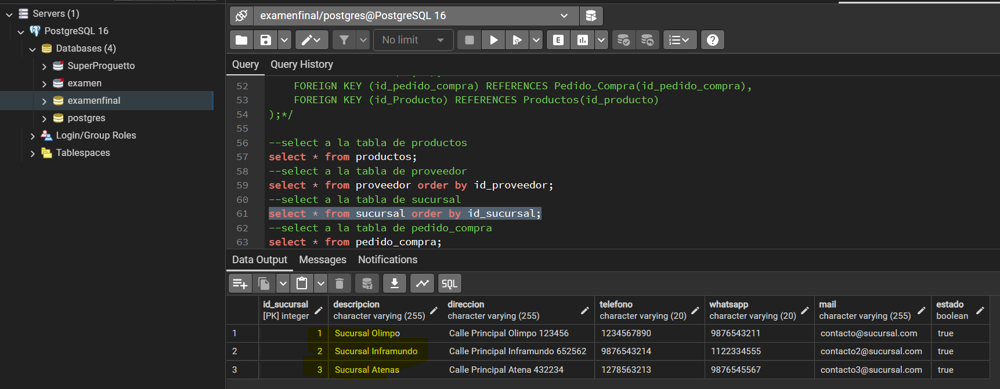 Servers (1)
PostgreSQL 16
Databases (4)
SuperProguetto
examen
examenfinal
postgres
Login/Group Roles
Tablespaces
examenfinal/postgres@PostgreSQL 16
No limit
E
Query Query History
52 FOREIGN KEY (id_pedido_compra) REFERENCES Pedido_Compra(id_pedido_compra),
53 FOREIGN KEY (id_Producto) REFERENCES Productos(id_producto)
54 );*/
55
56 --select a la tabla de productos
57 select * from productos;
58 --select a la tabla de proveedor
59 select * from proveedor order by id_proveedor;
60 --select a la tabla de sucursal
61 select * from sucursal order by id_sucursal;
62 --select a la tabla de pedido_compra
63 select * from pedido_compra;
Data Output Messages Notifications
SQL
id_sucursal descripcion direccion telefono whatsapp mail estado
[PK] integer character varying (255) character varying (255) character varying (20) character varying (20) character varying (255) boolean
1 1 Sucursal Olimpo Calle Principal Olimpo 123456 1234567890 9876543211 contacto@sucursal.com true
2 2 Sucursal Inframundo Calle Principal Inframundo 652562 9876543214 1122334555 contacto2@sucursal.com true
3 3 Sucursal Atenas Calle Principal Atena 432234 1278563213 9876545567 contacto3@sucursal.com true